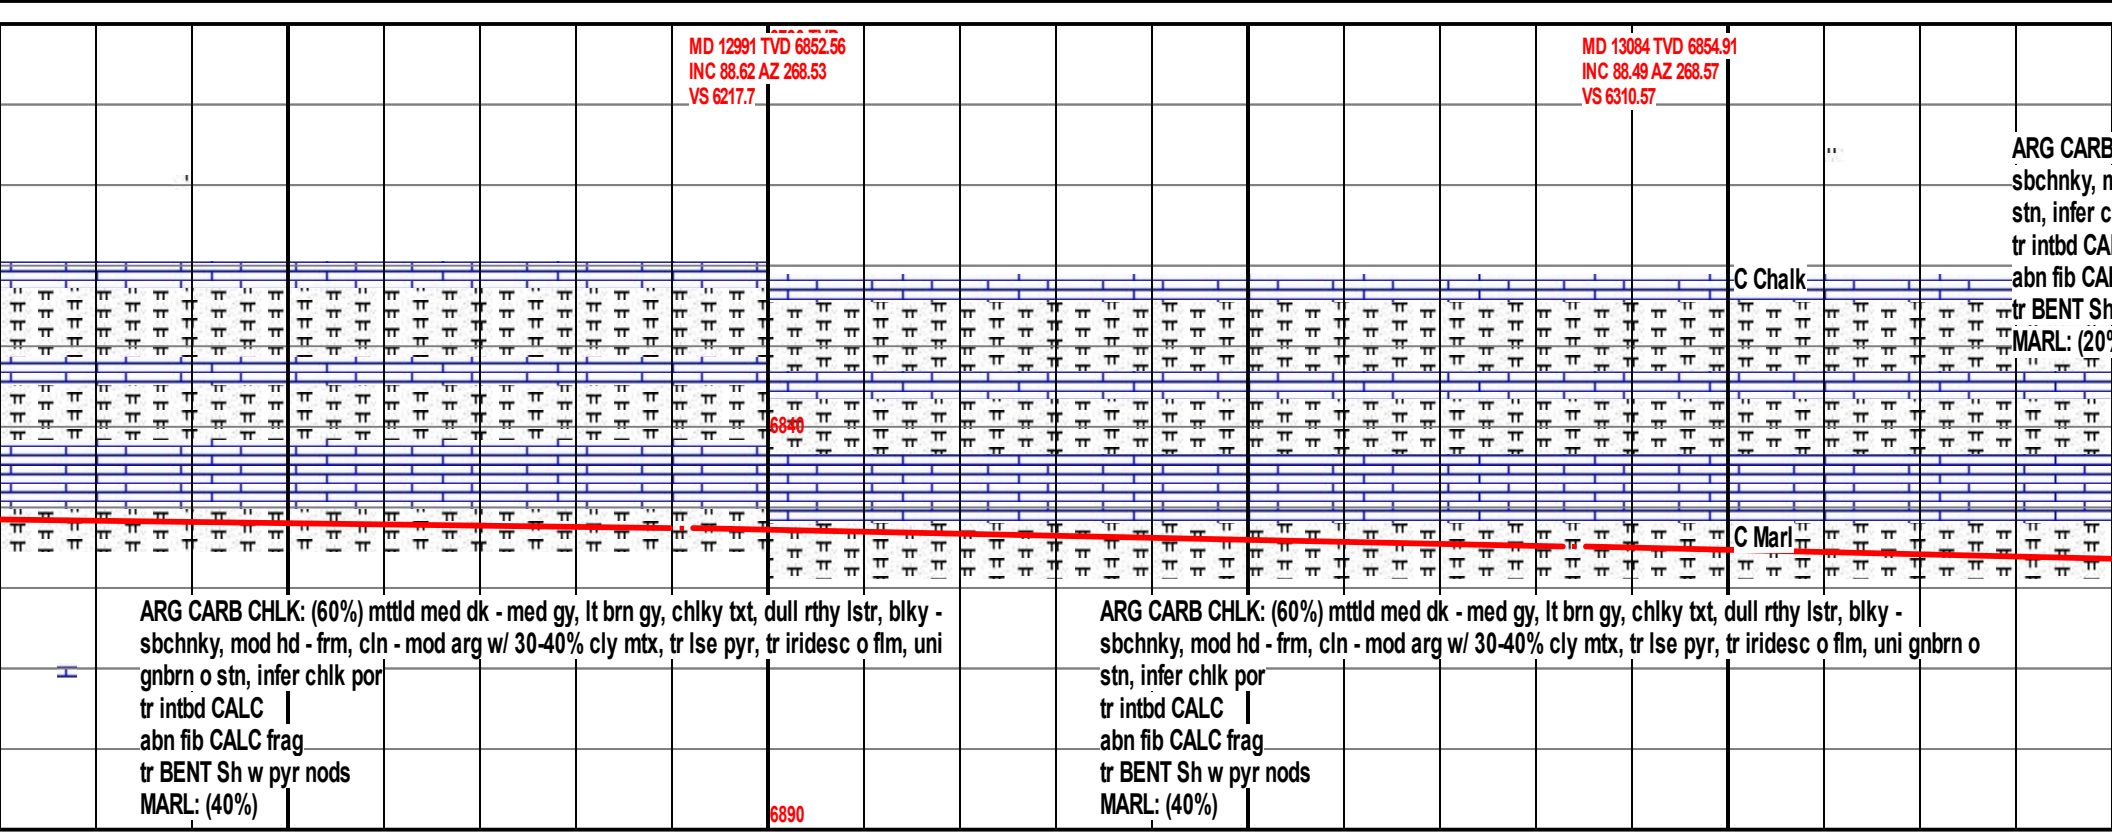 MD 12991 TVD 6852.56
INC 88.62 AZ 268.53
VS 6217.7
MD 13084 TVD 6854.91
INC 88.49 AZ 268.57
VS 6310.57
C Chalk
6840
C Marl
ARG CARB CHLK: (60%) mttld med dk - med gy, lt brn gy, chlky txt, dull rthy lstr, blky -
sbchnky, mod hd - frm, cln - mod arg w/ 30-40% cly mtx, tr lse pyr, tr iridesc o flm, uni
gnbrn o stn, infer chlk por
tr intbd CALC
abn fib CALC frag
tr BENT Sh w pyr nods
MARL: (40%)
6890
ARG CARB CHLK: (60%) mttld med dk - med gy, lt brn gy, chlky txt, dull rthy lstr, blky -
sbchnky, mod hd - frm, cln - mod arg w/ 30-40% cly mtx, tr lse pyr, tr iridesc o flm, uni gnbrn o
stn, infer chlk por
tr intbd CALC
abn fib CALC frag
tr BENT Sh w pyr nods
MARL: (40%)
ARG CARB
sbchnky,
stn, infer
tr intbd
abn fib
tr BENT Sh
MARL: (20%